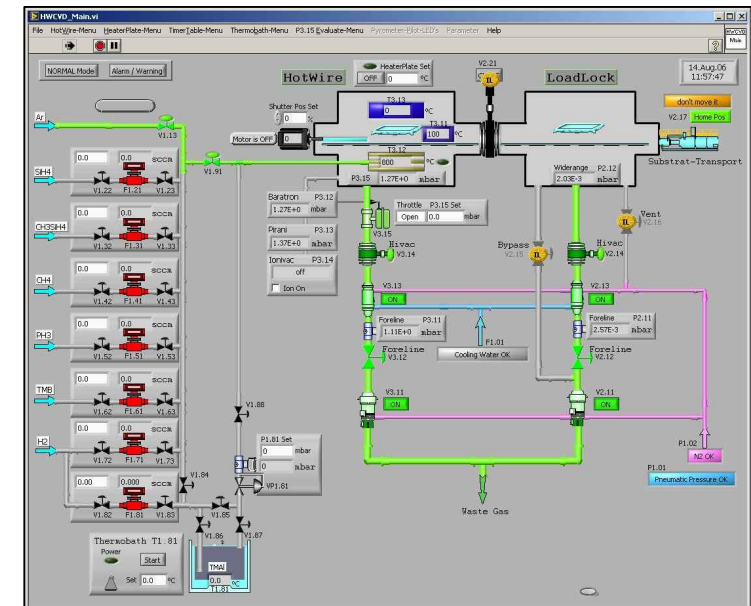 HWCVD_Main.vi
File HotWire-Menu HeaterPlate-Menu TimerTable-Menu Thermobath-Menu P3.15 Evaluate-Menu Pyrometer-Pilot-LED's Parameter Help
HWCVD
Main
NORMAL Mode! Alarm / Warning!
HeaterPlate Set
OFF 0 °C
V2.21
14.Aug.06
11:57:47
HotWire
LoadLock
don't move it
V2.17 Home Pos
Substrat-Transport
Shutter Pos Set
0 %
Motor is OFF! 0
T3.13
0 °C
T3.11
100 °C
T3.12
800 °C
P3.15 1.27E+0 mbar
Widerange P2.12
2.03E-3 mbar
Ar
V1.13
V1.91
SiH4
0.0 0.0 sccm
V1.22 F1.21 V1.23
CH3SiH4
0.0 0.0 sccm
V1.32 F1.31 V1.33
CH4
0.0 0.0 sccm
V1.42 F1.41 V1.43
PH3
0.0 0.0 sccm
V1.52 F1.51 V1.53
TMB
0.0 0.0 sccm
V1.62 F1.61 V1.63
H2
0.0 0.0 sccm
V1.72 F1.71 V1.73
0.00 0.000 sccm
V1.82 F1.81 V1.83
V1.84
V1.85
V1.86 V1.87
V1.88
Baratron P3.12
1.27E+0 mbar
Pirani P3.13
1.37E+0 mbar
Ionivac P3.14
off
Ion On
Throttle P3.15 Set
Open 0.0 mbar
V3.15
Hivac
V3.14
Bypass
V2.15
Hivac
V2.14
Vent
V2.16
V3.13
ON
V2.13
ON
Foreline P3.11
1.11E+0 mbar
Foreline P2.11
2.57E-3 mbar
F1.01
Cooling Water OK
Foreline
V3.12
Foreline
V2.12
V3.11
ON
V2.11
ON
P1.81 Set
0 mbar
0 mbar
VP1.81
P1.02
N2 OK
P1.01
Pneumatic Pressure OK
Waste Gas
Thermobath T1.81
Power
Start
Set 0.0 °C
TMAl
0.0 °C
T1.81